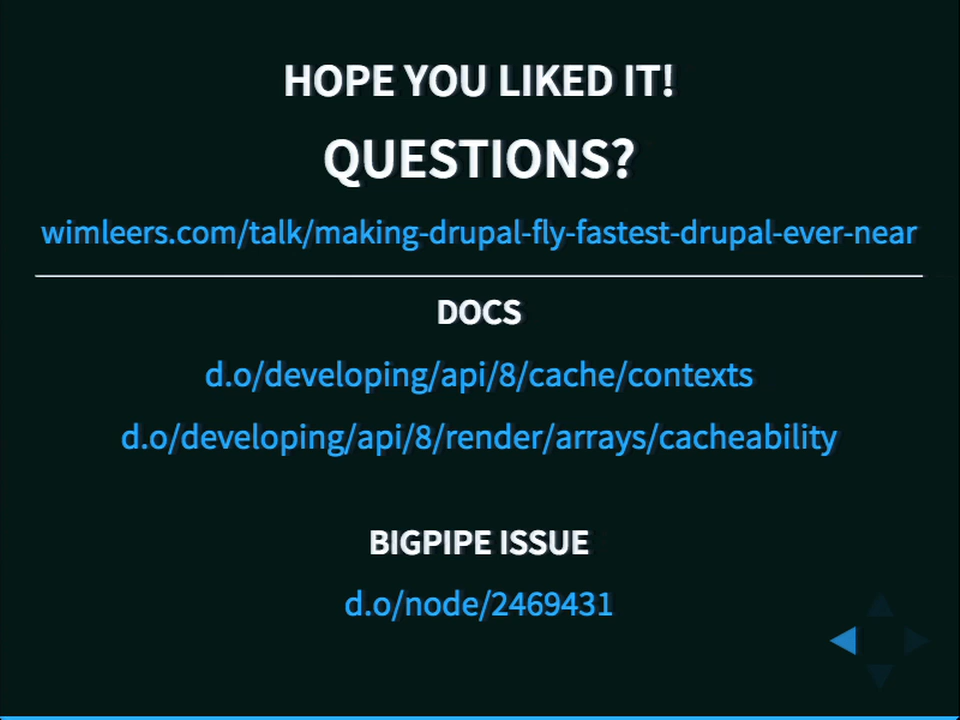 HOPE YOU LIKED IT!
QUESTIONS?
wimleers.com/talk/making-drupal-fly-fastest-drupal-ever-near
DOCS
d.o/developing/api/8/cache/contexts
d.o/developing/api/8/render/arrays/cacheability
BIGPIPE ISSUE
d.o/node/2469431